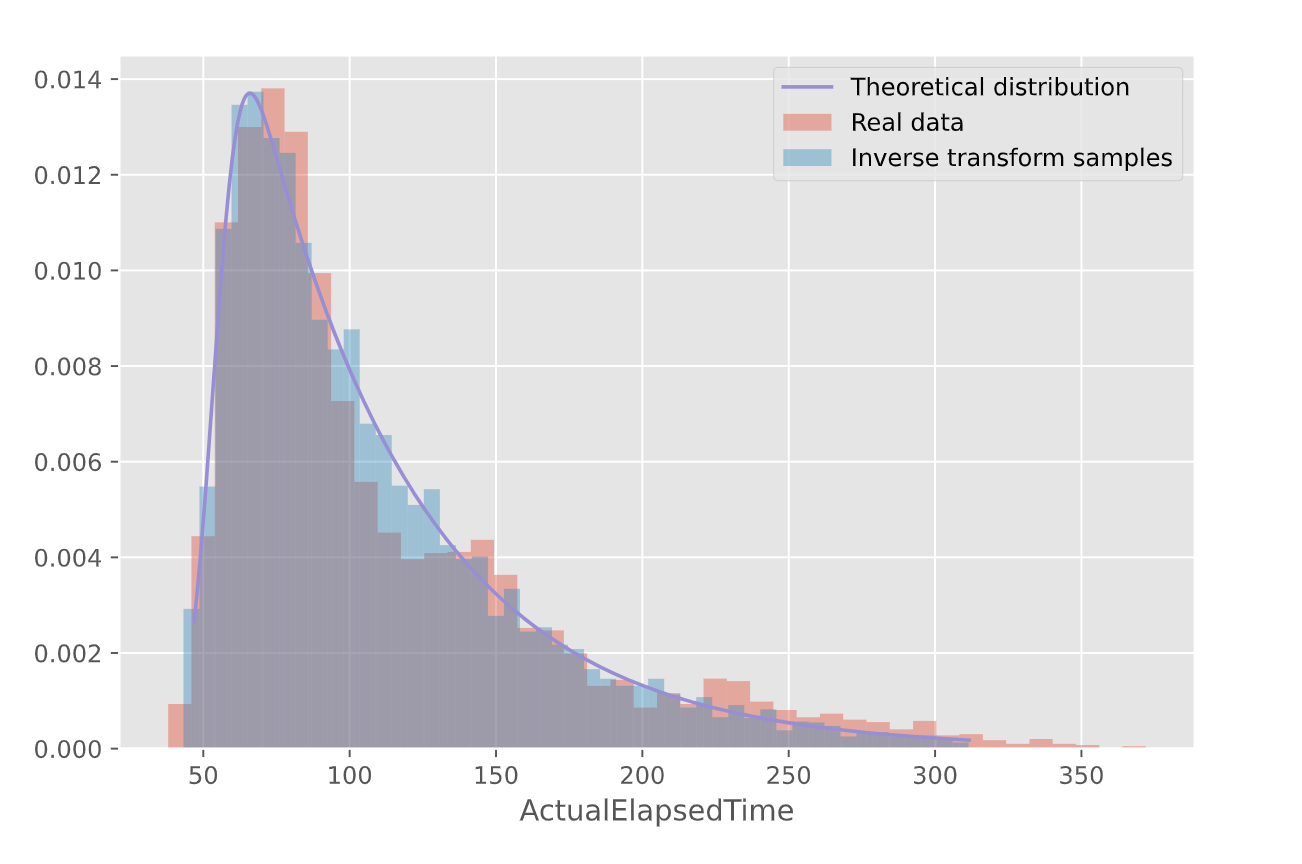 0.014
0.012
0.010
0.008
0.006
0.004
0.002
0.000
Theoretical distribution
Real data
Inverse transform samples
50 100 150 200 250 300 350
ActualElapsedTime